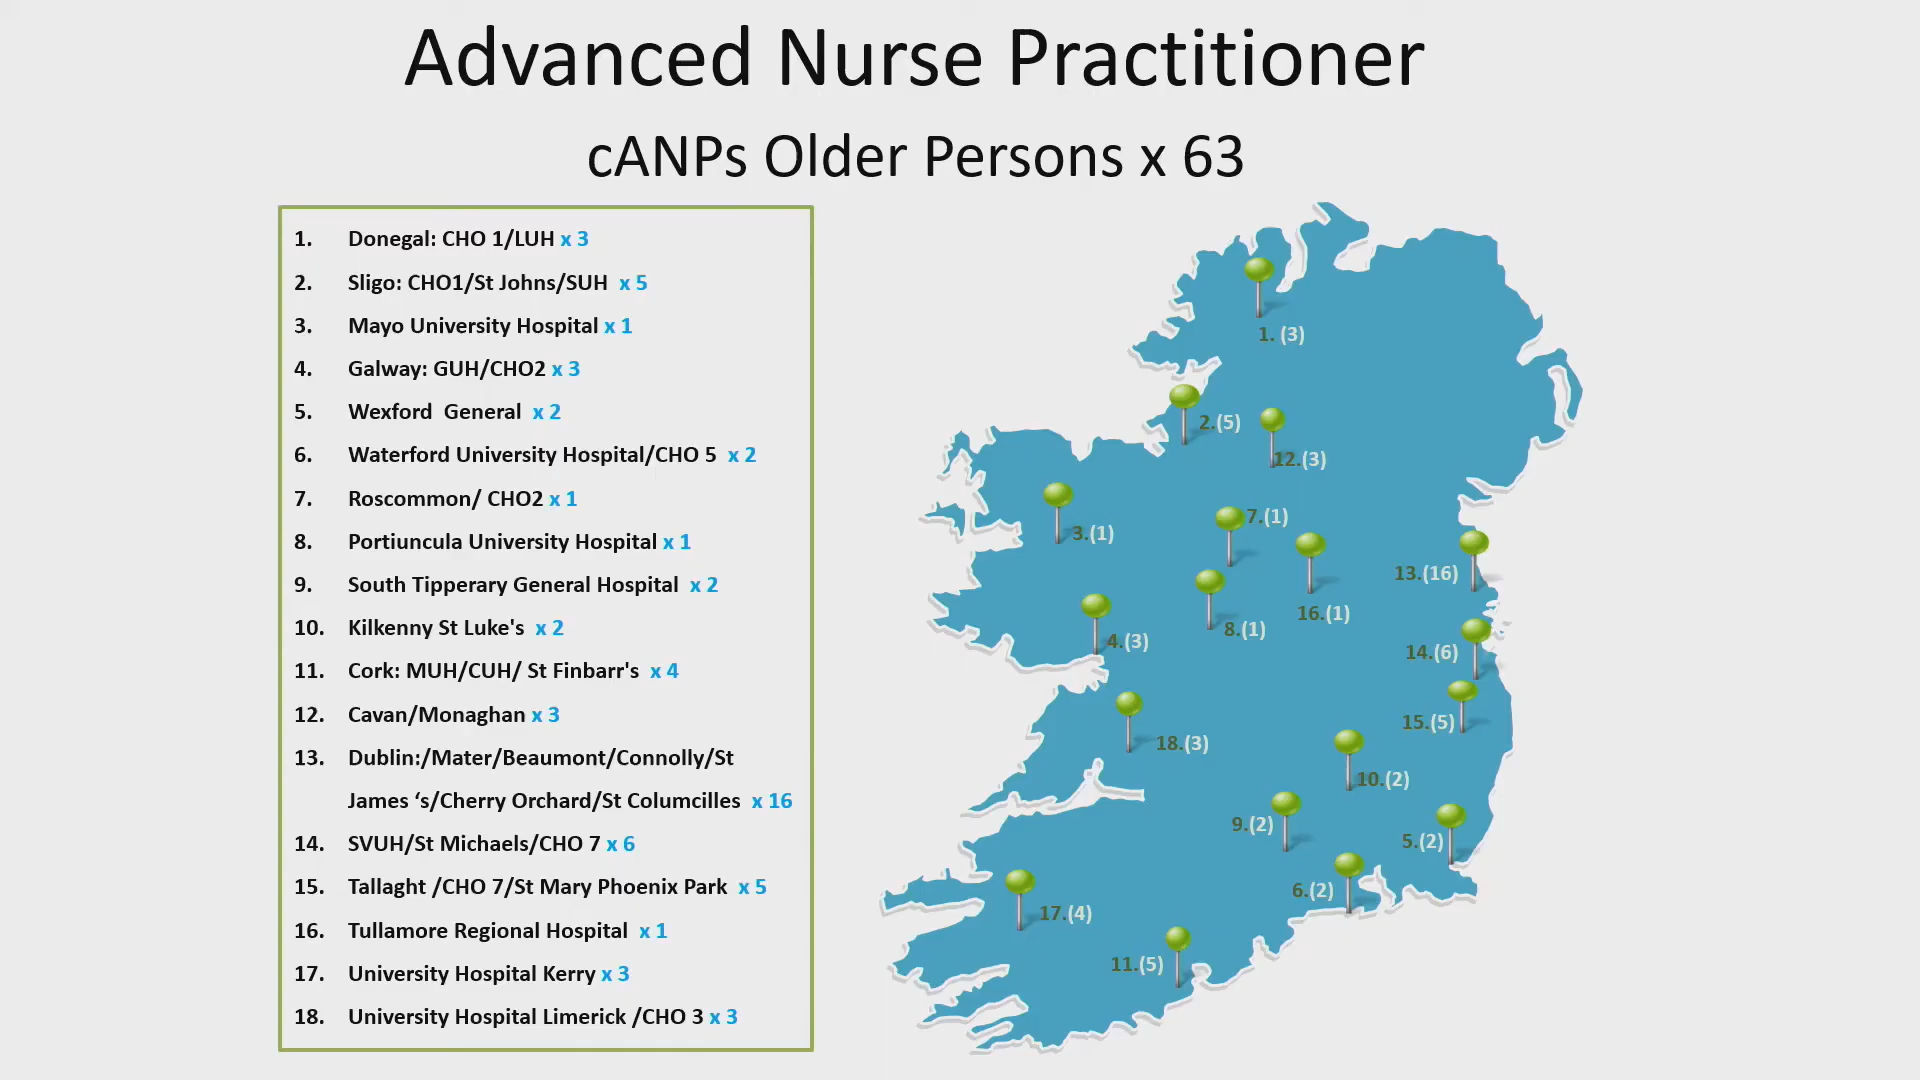 Advanced Nurse Practitioner
cANPs Older Persons x 63
1. Donegal: CHO 1/LUH x 3
2. Sligo: CHO1/St Johns/SUH x 5
3. Mayo University Hospital x 1
4. Galway: GUH/CHO2 x 3
5. Wexford General x 2
6. Waterford University Hospital/CHO 5 x 2
7. Roscommon/ CHO2 x 1
8. Portiuncula University Hospital x 1
9. South Tipperary General Hospital x 2
10. Kilkenny St Luke's x 2
11. Cork: MUH/CUH/ St Finbarr's x 4
12. Cavan/Monaghan x 3
13. Dublin:/Mater/Beaumont/Connolly/St
James ‘s/Cherry Orchard/St Columcilles x 16
14. SVUH/St Michaels/CHO 7 x 6
15. Tallaght /CHO 7/St Mary Phoenix Park x 5
16. Tullamore Regional Hospital x 1
17. University Hospital Kerry x 3
18. University Hospital Limerick /CHO 3 x 3
1. (3)
2.(5)
12.(3)
7.(1)
3.(1)
13.(16)
16.(1)
8.(1)
4.(3)
14.(6)
15.(5)
18.(3)
10.(2)
9.(2)
5.(2)
6.(2)
17.(4)
11.(5)